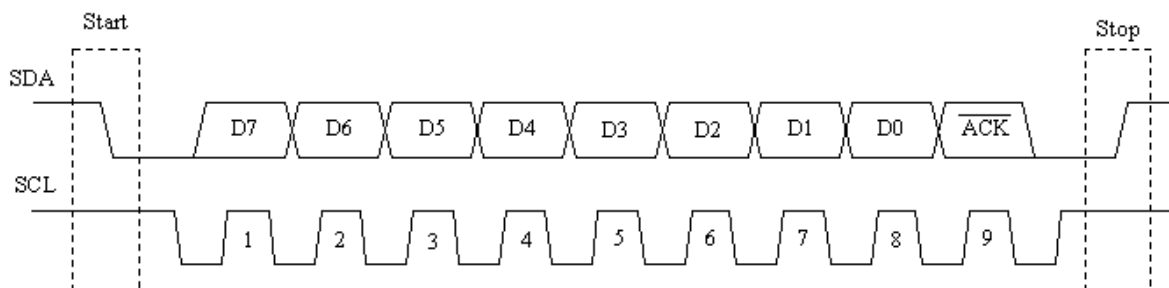 Start
Stop
SDA
D7 D6 D5 D4 D3 D2 D1 D0 ACK
SCL
1 2 3 4 5 6 7 8 9